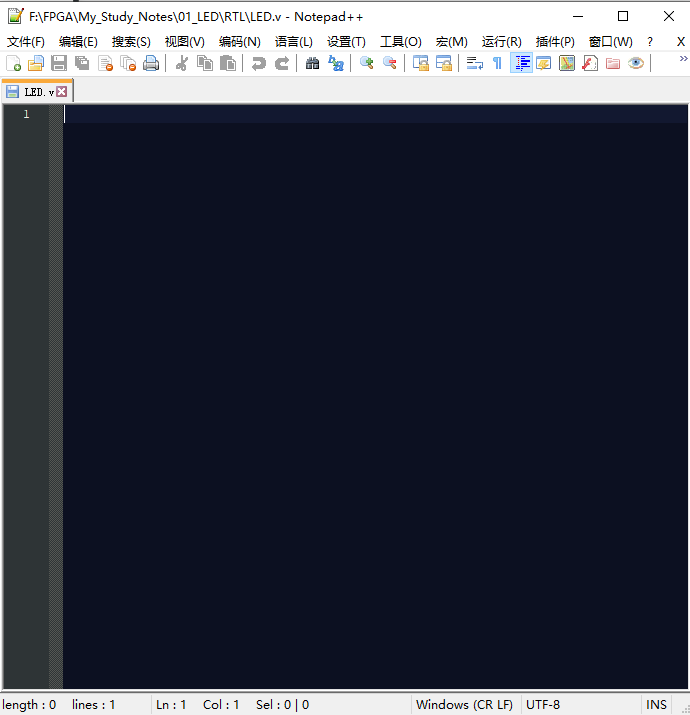 F:\FPGA\My_Study_Notes\01_LED\RTL\LED.v - Notepad++
文件(F) 编辑(E) 搜索(S) 视图(V) 编码(N) 语言(L) 设置(T) 工具(O) 宏(M) 运行(R) 插件(P) 窗口(W) ? X
LED.v
1
length : 0 lines : 1 Ln : 1 Col : 1 Sel : 0 | 0 Windows (CR LF) UTF-8 INS